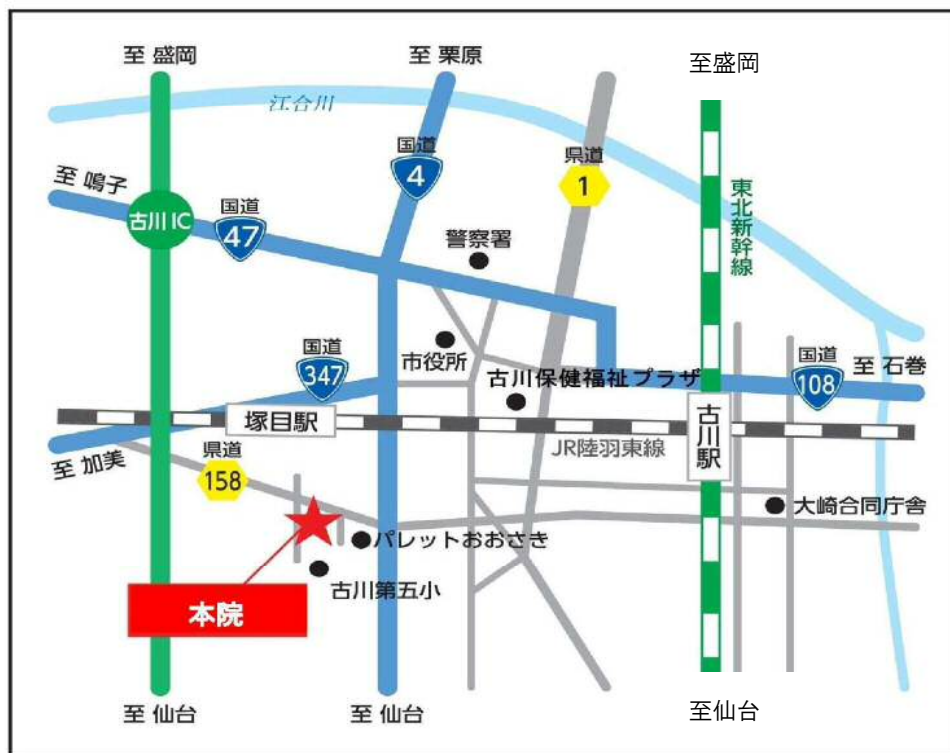 至 盛岡
至 栗原
至盛岡
江合川
国道
4
県道
1
至 鳴子
古川 IC
国道
47
警察署
東北新幹線
国道
347
市役所
古川保健福祉プラザ
国道
108
至 石巻
塚目駅
JR陸羽東線
古川駅
至 加美
県道
158
大崎合同庁舎
パレットおおさき
古川第五小
本院
至 仙台
至 仙台
至仙台